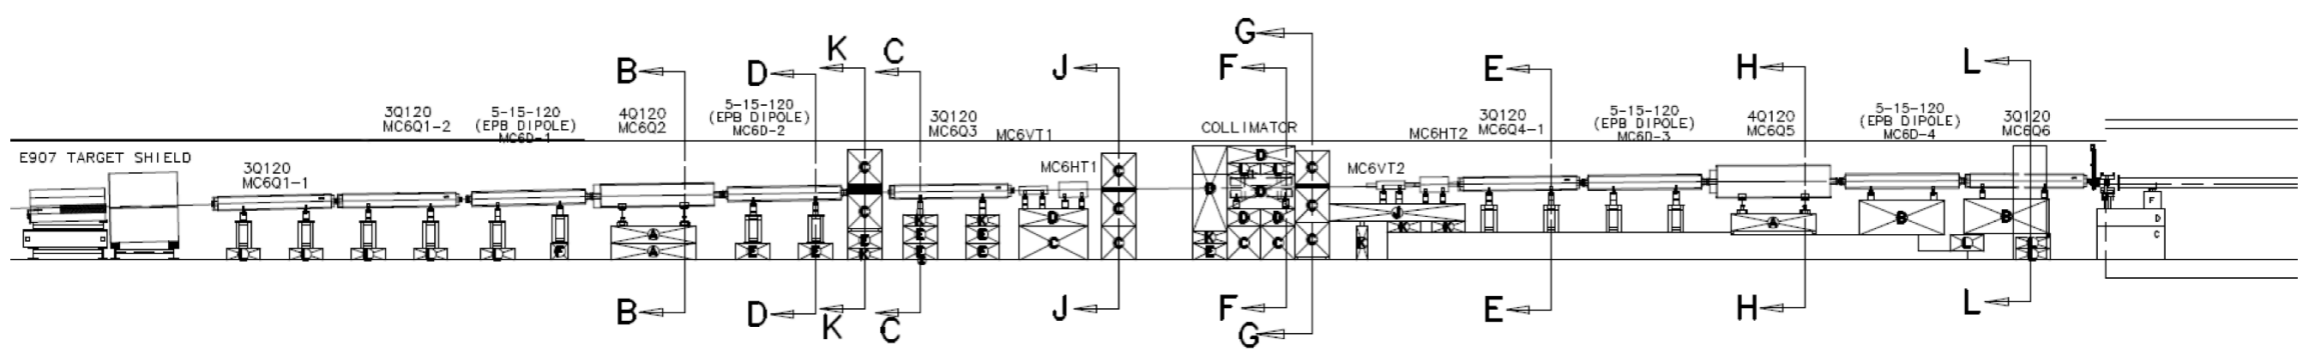 G
G
K
C
B
D
J
F
E
H
L
3Q120
MC6Q1-2
5-15-120
(EPB DIPOLE)
MC6D-1
4Q120
MC6Q2
5-15-120
(EPB DIPOLE)
MC6D-2
3Q120
MC6Q3
MC6VT1
COLLIMATOR
MC6HT2
3Q120
MC6Q4-1
5-15-120
(EPB DIPOLE)
MC6D-3
4Q120
MC6Q5
5-15-120
(EPB DIPOLE)
MC6D-4
3Q120
MC6Q6
E907 TARGET SHIELD
3Q120
MC6Q1-1
MC6HT1
MC6VT2
B
D
K
C
J
F
E
H
L